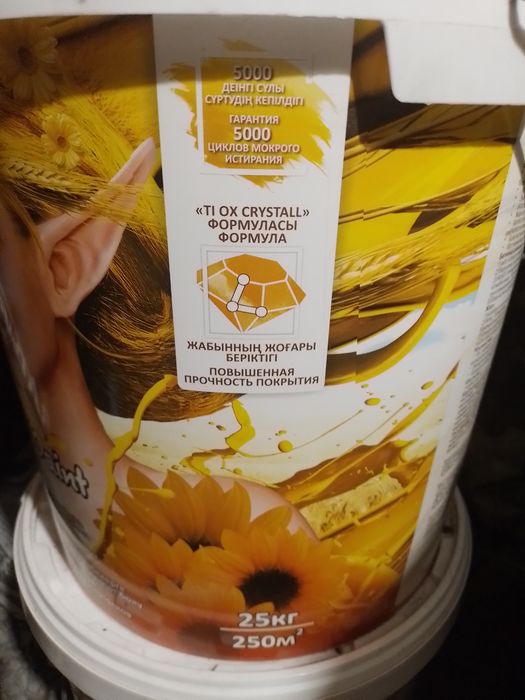 5000
ДЕІНГІ СУЛЫ
СҮРТУДІҢ КЕПІЛДІГІ
ГАРАНТИЯ
5000
ЦИКЛОВ МОКРОГО
ИСТИРАНИЯ
«TI OX CRYSTALL»
ФОРМУЛАСЫ
ФОРМУЛА
ЖАБЫННЫҢ ЖОҒАРЫ
БЕРІКТІГІ
ПОВЫШЕННАЯ
ПРОЧНОСТЬ ПОКРЫТИЯ
25КГ
250М²